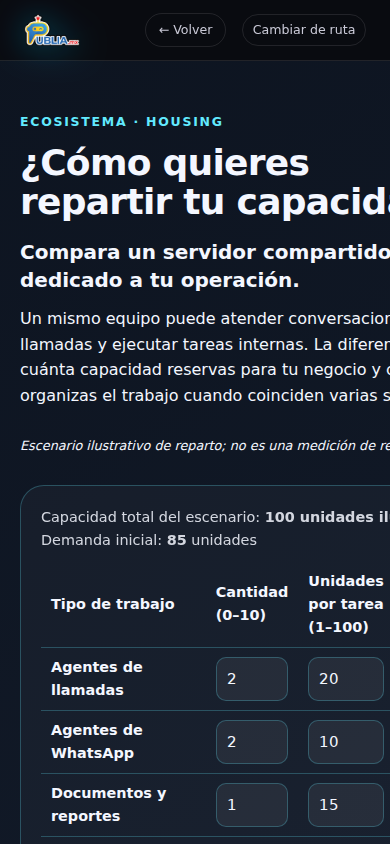 PUBLIA.mx
← Volver
Cambiar de ruta
ECOSISTEMA · HOUSING
¿Cómo quieres
repartir tu capacida
Compara un servidor compartido
dedicado a tu operación.
Un mismo equipo puede atender conversacion
llamadas y ejecutar tareas internas. La diferen
cuánta capacidad reservas para tu negocio y c
organizas el trabajo cuando coinciden varias s
Escenario ilustrativo de reparto; no es una medición de re
Capacidad total del escenario: 100 unidades il
Demanda inicial: 85 unidades
Tipo de trabajo
Cantidad
(0–10)
Unidades
por tarea
(1–100)
Agentes de
llamadas
2
20
Agentes de
WhatsApp
2
10
Documentos y
reportes
1
15